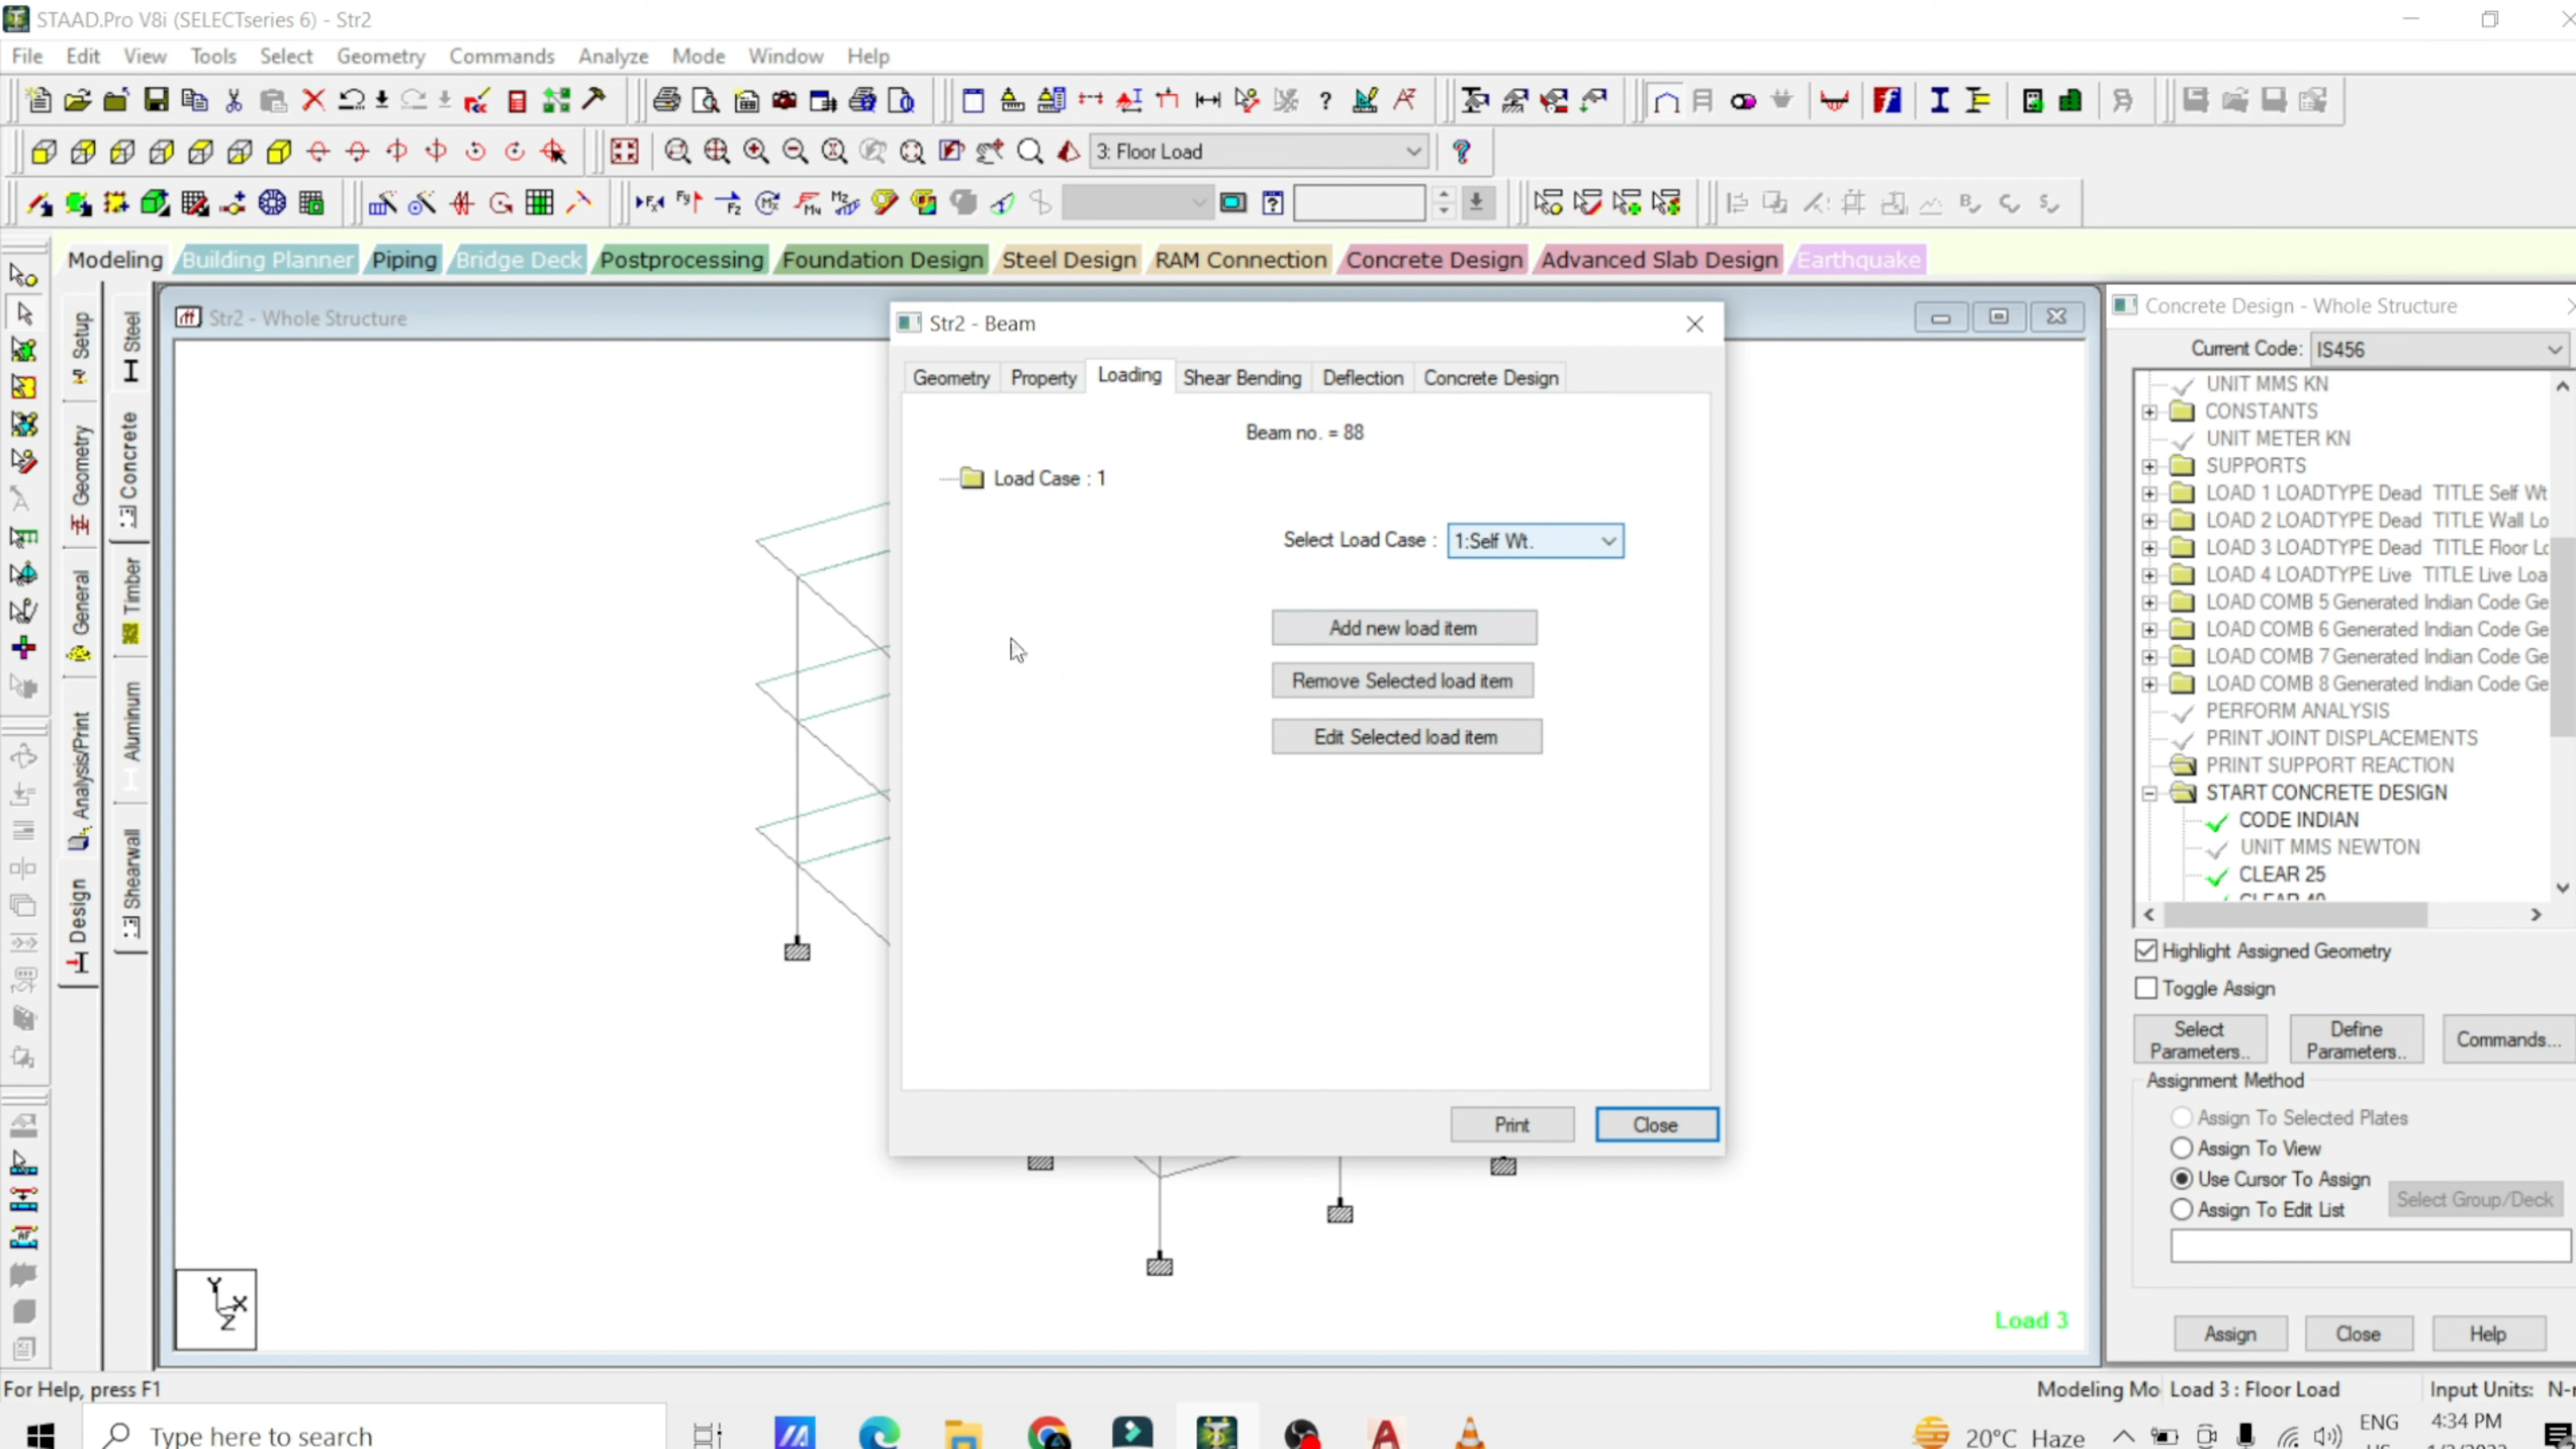 STAAD.Pro V8i (SELECTseries 6) - Str2
File Edit View Tools Select Geometry Commands Analyze Mode Window Help
3: Floor Load
Modeling Building Planner Piping Bridge Deck Postprocessing Foundation Design Steel Design RAM Connection Concrete Design Advanced Slab Design Earthquake
Setup
Geometry
General
Analysis/Print
Design
Steel
Concrete
Timber
Aluminum
Shearwall
Str2 - Whole Structure
Str2 - Beam
Geometry Property Loading Shear Bending Deflection Concrete Design
Beam no. = 88
Load Case : 1
Select Load Case : 1:Self Wt.
Add new load item
Remove Selected load item
Edit Selected load item
Print Close
Y
X
Z
Load 3
Concrete Design - Whole Structure
Current Code: IS456
UNIT MMS KN
CONSTANTS
UNIT METER KN
SUPPORTS
LOAD 1 LOADTYPE Dead TITLE Self Wt
LOAD 2 LOADTYPE Dead TITLE Wall Lo
LOAD 3 LOADTYPE Dead TITLE Floor Lo
LOAD 4 LOADTYPE Live TITLE Live Loa
LOAD COMB 5 Generated Indian Code Ge
LOAD COMB 6 Generated Indian Code Ge
LOAD COMB 7 Generated Indian Code Ge
LOAD COMB 8 Generated Indian Code Ge
PERFORM ANALYSIS
PRINT JOINT DISPLACEMENTS
PRINT SUPPORT REACTION
START CONCRETE DESIGN
CODE INDIAN
UNIT MMS NEWTON
CLEAR 25
CLEAR 40
Highlight Assigned Geometry
Toggle Assign
Select Parameters..
Define Parameters..
Commands...
Assignment Method
Assign To Selected Plates
Assign To View
Use Cursor To Assign
Assign To Edit List
Select Group/Deck
Assign Close Help
For Help, press F1
Modeling Mo Load 3 : Floor Load Input Units: N-
Type here to search
20°C Haze
ENG
4:34 PM